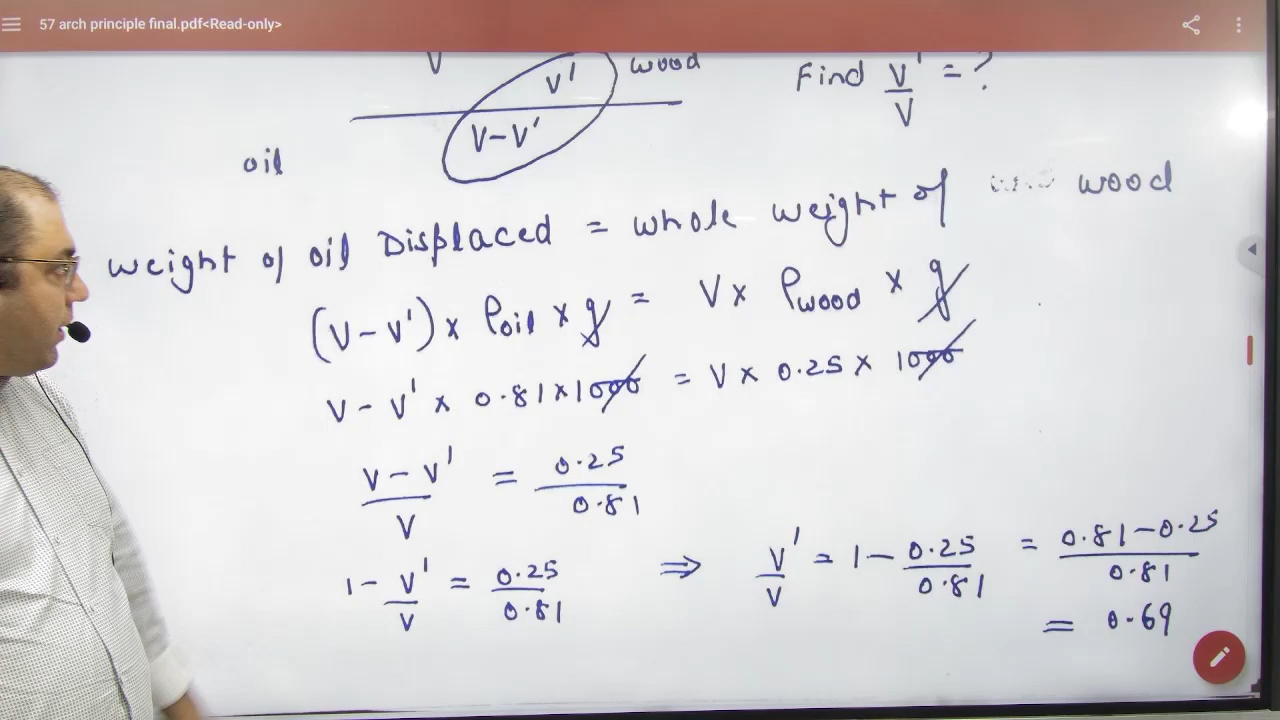 57 arch principle final.pdf<Read-only>
V
V' wood
Find V'/V = ?
V-V'
oil
weight of oil Displaced = whole weight of wood
(V-V') x ρoil x g = V x ρwood x g
V - V' x 0.81 x 1000 = V x 0.25 x 1000
V - V' / V = 0.25 / 0.81
1 - V'/V = 0.25/0.81 ⇒ V'/V = 1 - 0.25/0.81 = 0.81-0.25/0.81
= 0.69